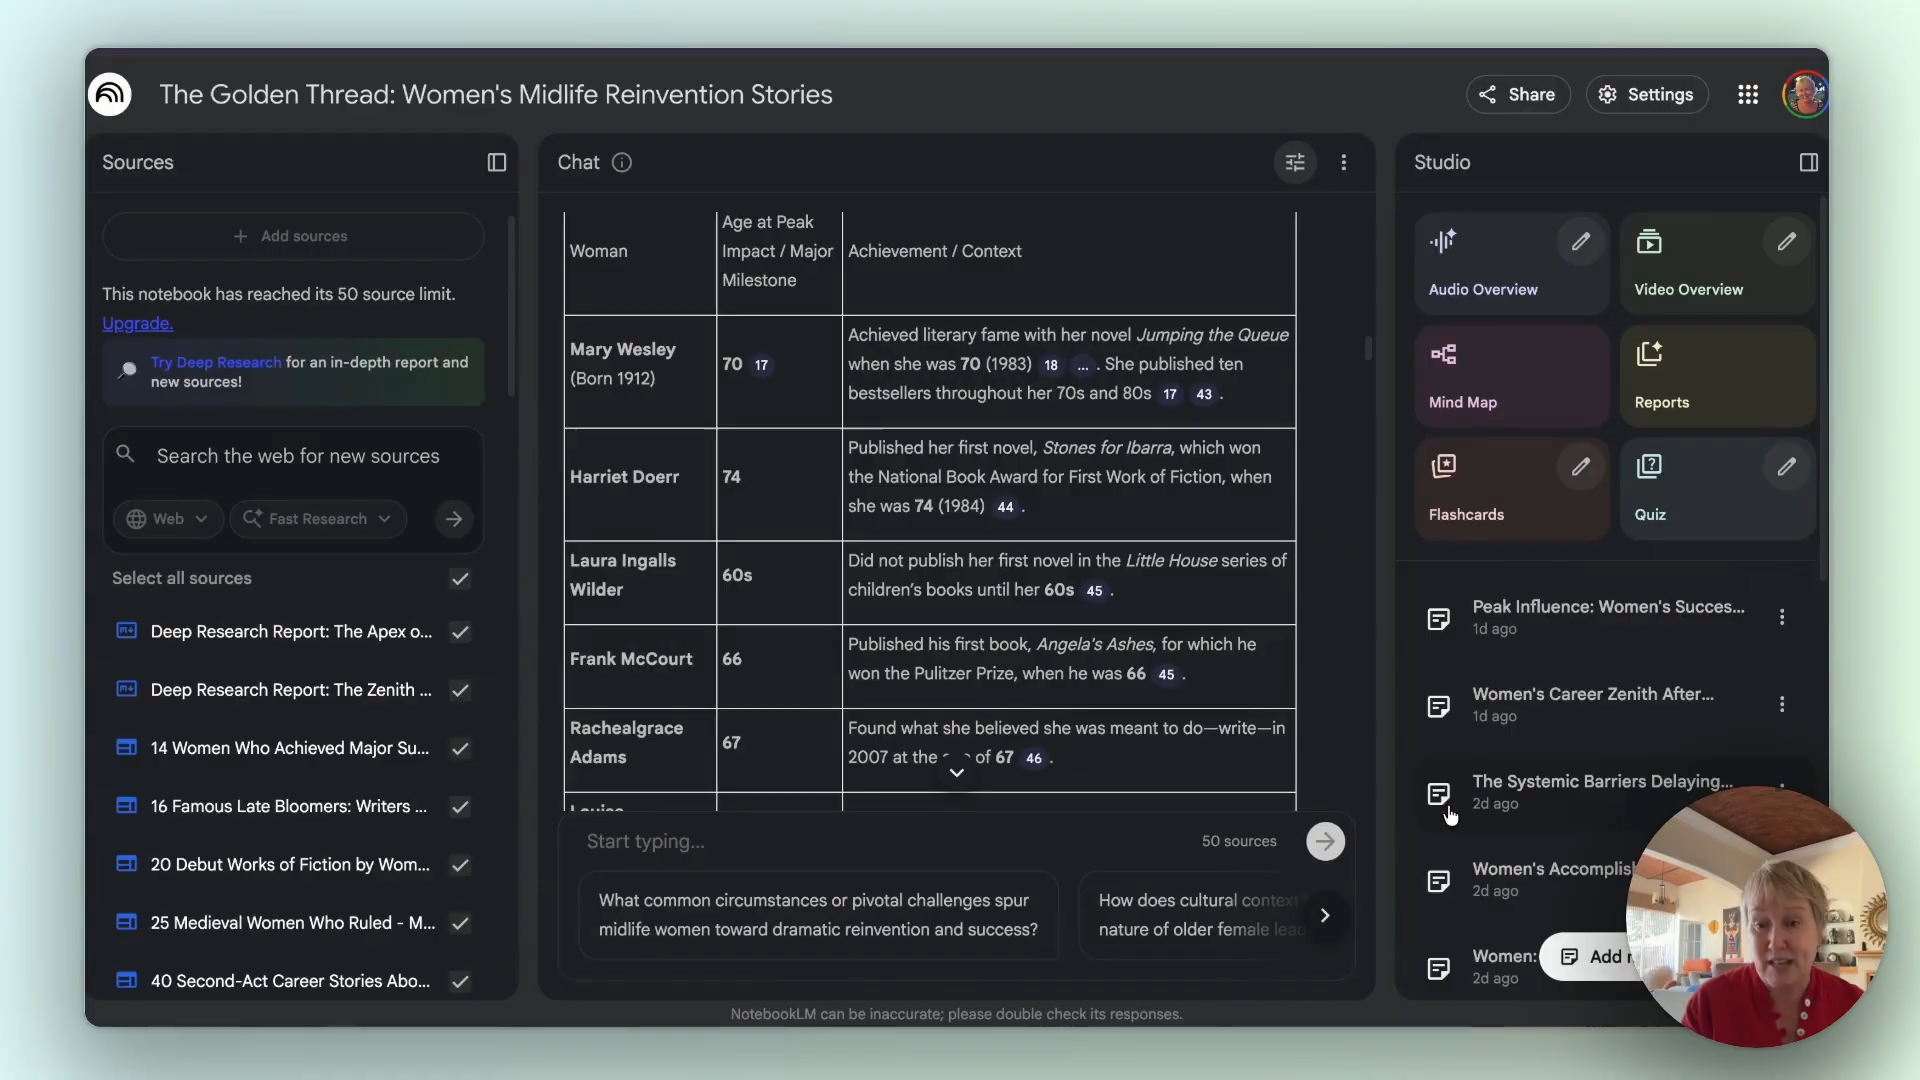 The Golden Thread: Women's Midlife Reinvention Stories
Share
Settings
Sources
Add sources
This notebook has reached its 50 source limit.
Upgrade.
Try Deep Research for an in-depth report and
new sources!
Search the web for new sources
Web
Fast Research
Select all sources
Deep Research Report: The Apex o...
Deep Research Report: The Zenith ...
14 Women Who Achieved Major Su...
16 Famous Late Bloomers: Writers ...
20 Debut Works of Fiction by Wom...
25 Medieval Women Who Ruled - M...
40 Second-Act Career Stories Abo...
Chat
Woman
Age at Peak
Impact / Major
Milestone
Achievement / Context
Mary Wesley
(Born 1912)
70 17
Achieved literary fame with her novel Jumping the Queue
when she was 70 (1983) 18 ... . She published ten
bestsellers throughout her 70s and 80s 17 43 .
Harriet Doerr
74
Published her first novel, Stones for Ibarra, which won
the National Book Award for First Work of Fiction, when
she was 74 (1984) 44 .
Laura Ingalls
Wilder
60s
Did not publish her first novel in the Little House series of
children's books until her 60s 45 .
Frank McCourt
66
Published his first book, Angela's Ashes, for which he
won the Pulitzer Prize, when he was 66 45 .
Rachealgrace
Adams
67
Found what she believed she was meant to do—write—in
2007 at the of 67 46 .
Start typing...
50 sources
What common circumstances or pivotal challenges spur
midlife women toward dramatic reinvention and success?
How does cultural context
nature of older female
NotebookLM can be inaccurate; please double check its responses.
Studio
Audio Overview
Video Overview
Mind Map
Reports
Flashcards
Quiz
Peak Influence: Women's Succes...
1d ago
Women's Career Zenith After...
1d ago
The Systemic Barriers Delaying...
2d ago
Women's
2d ago
Women:
2d ago
Add